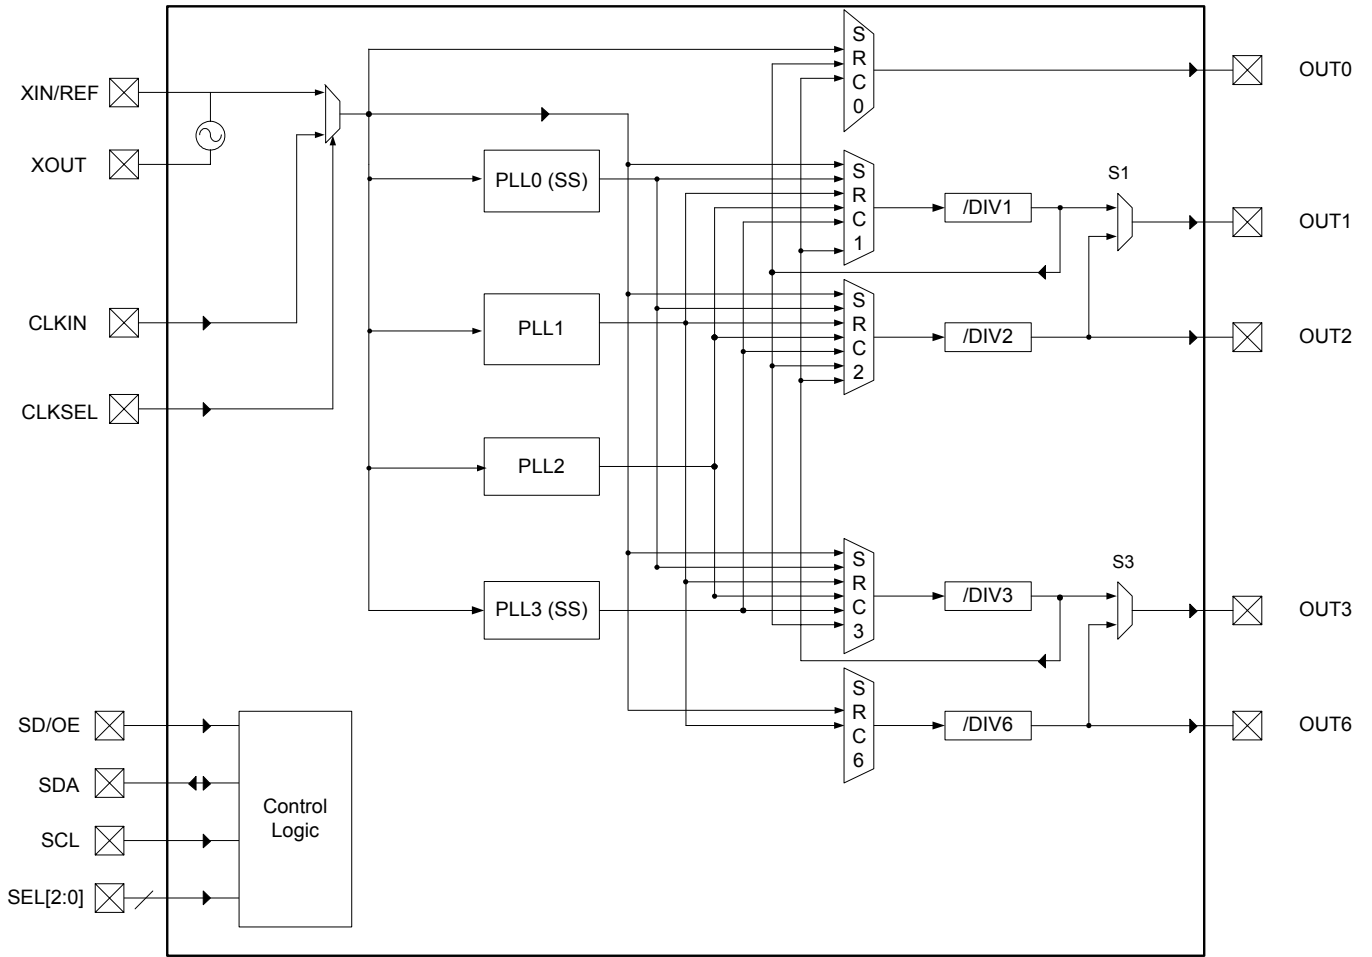 S
R
C
0
XIN/REF
OUT0
XOUT
PLL0 (SS)
S
R
C
1
/DIV1
S1
OUT1
CLKIN
PLL1
S
R
C
2
/DIV2
OUT2
CLKSEL
PLL2
PLL3 (SS)
S
R
C
3
/DIV3
S3
OUT3
SD/OE
S
R
C
6
/DIV6
OUT6
SDA
Control
Logic
SCL
SEL[2:0]